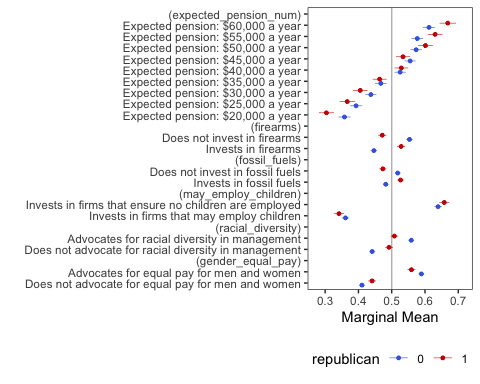 (expected_pension_num)
Expected pension: $60,000 a year
Expected pension: $55,000 a year
Expected pension: $50,000 a year
Expected pension: $45,000 a year
Expected pension: $40,000 a year
Expected pension: $35,000 a year
Expected pension: $30,000 a year
Expected pension: $25,000 a year
Expected pension: $20,000 a year
(firearms)
Does not invest in firearms
Invests in firearms
(fossil_fuels)
Does not invest in fossil fuels
Invests in fossil fuels
(may_employ_children)
Invests in firms that ensure no children are employed
Invests in firms that may employ children
(racial_diversity)
Advocates for racial diversity in management
Does not advocate for racial diversity in management
(gender_equal_pay)
Advocates for equal pay for men and women
Does not advocate for equal pay for men and women
0.3 0.4 0.5 0.6 0.7
Marginal Mean
republican 0 1